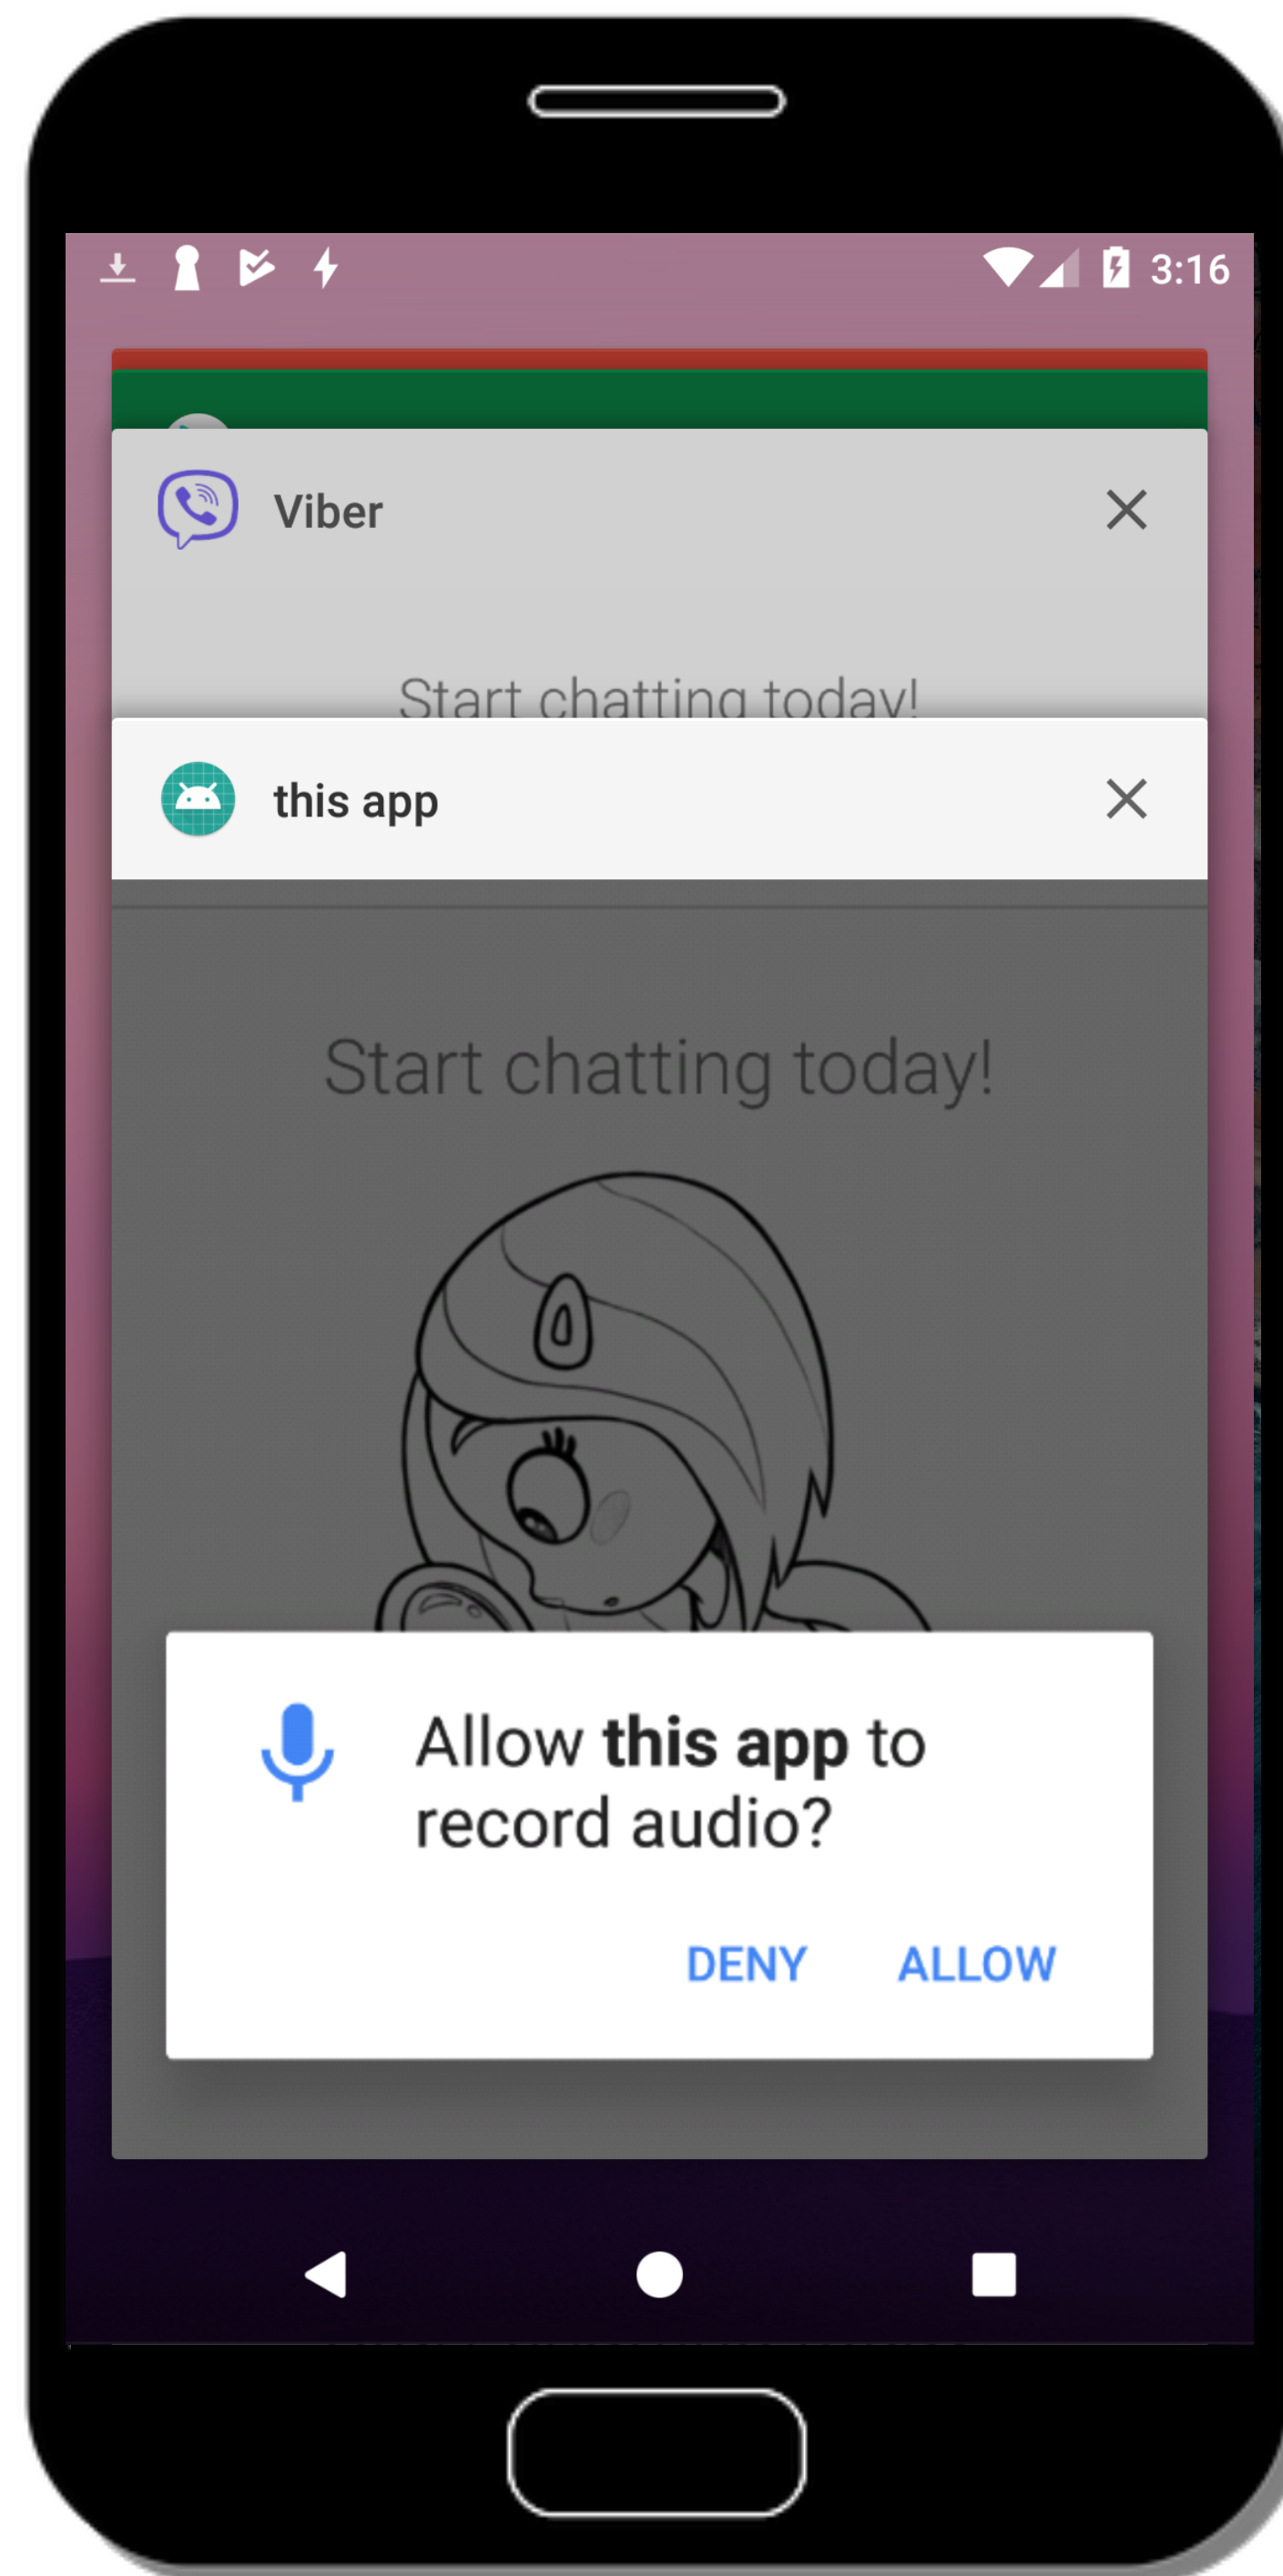 3:16
Viber
Start chatting today!
this app
Start chatting today!
Allow this app to
record audio?
DENY ALLOW